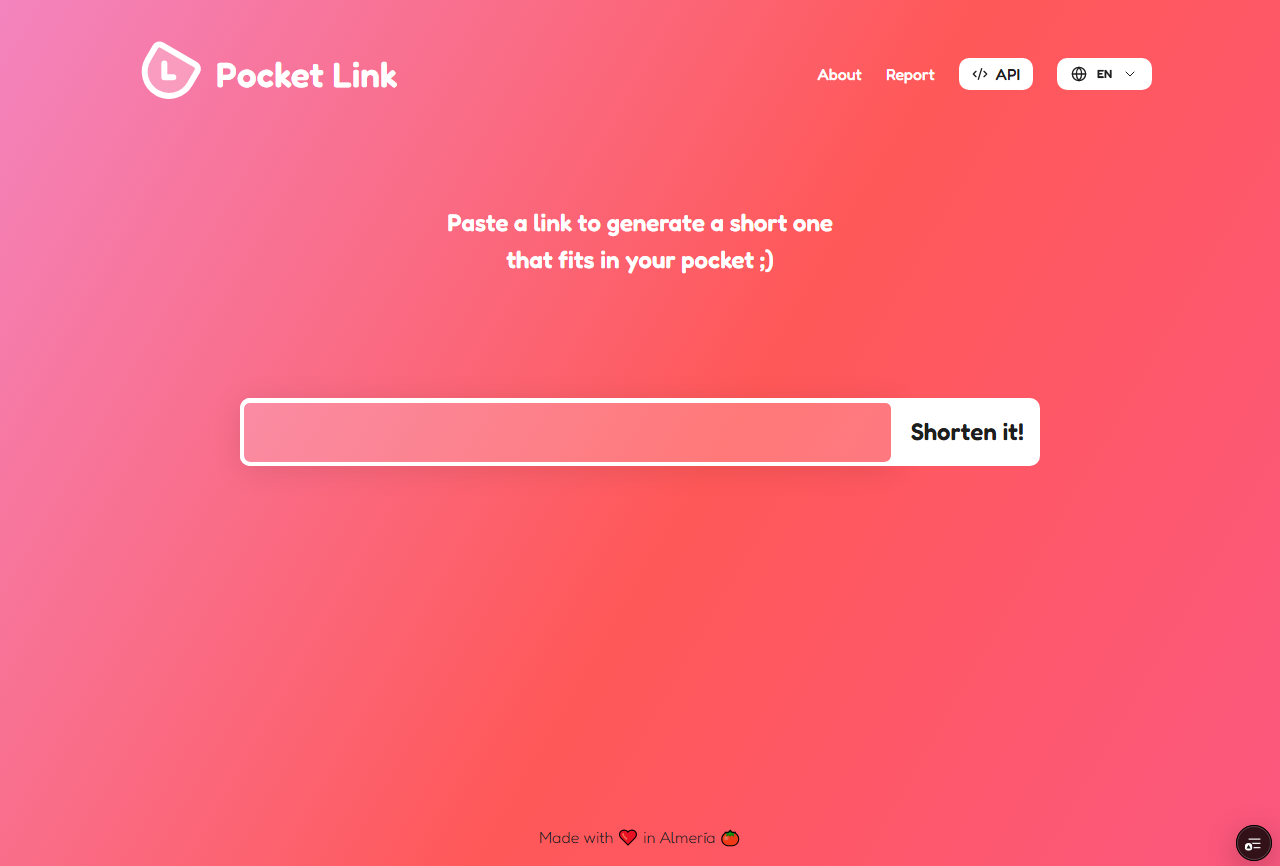 L
Pocket Link
About
Report
</> API
EN
Paste a link to generate a short one
that fits in your pocket ;)
Shorten it!
Made with ❤️ in Almería 🍅